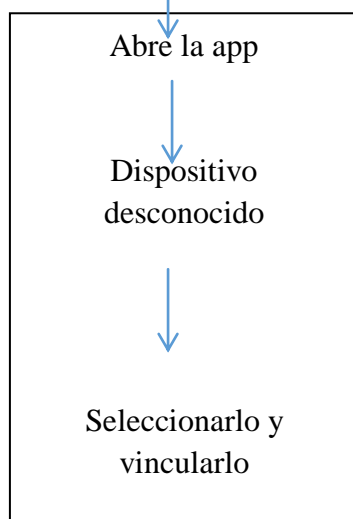 Abre la app
Dispositivo
desconocido
Seleccionarlo y
vincularlo